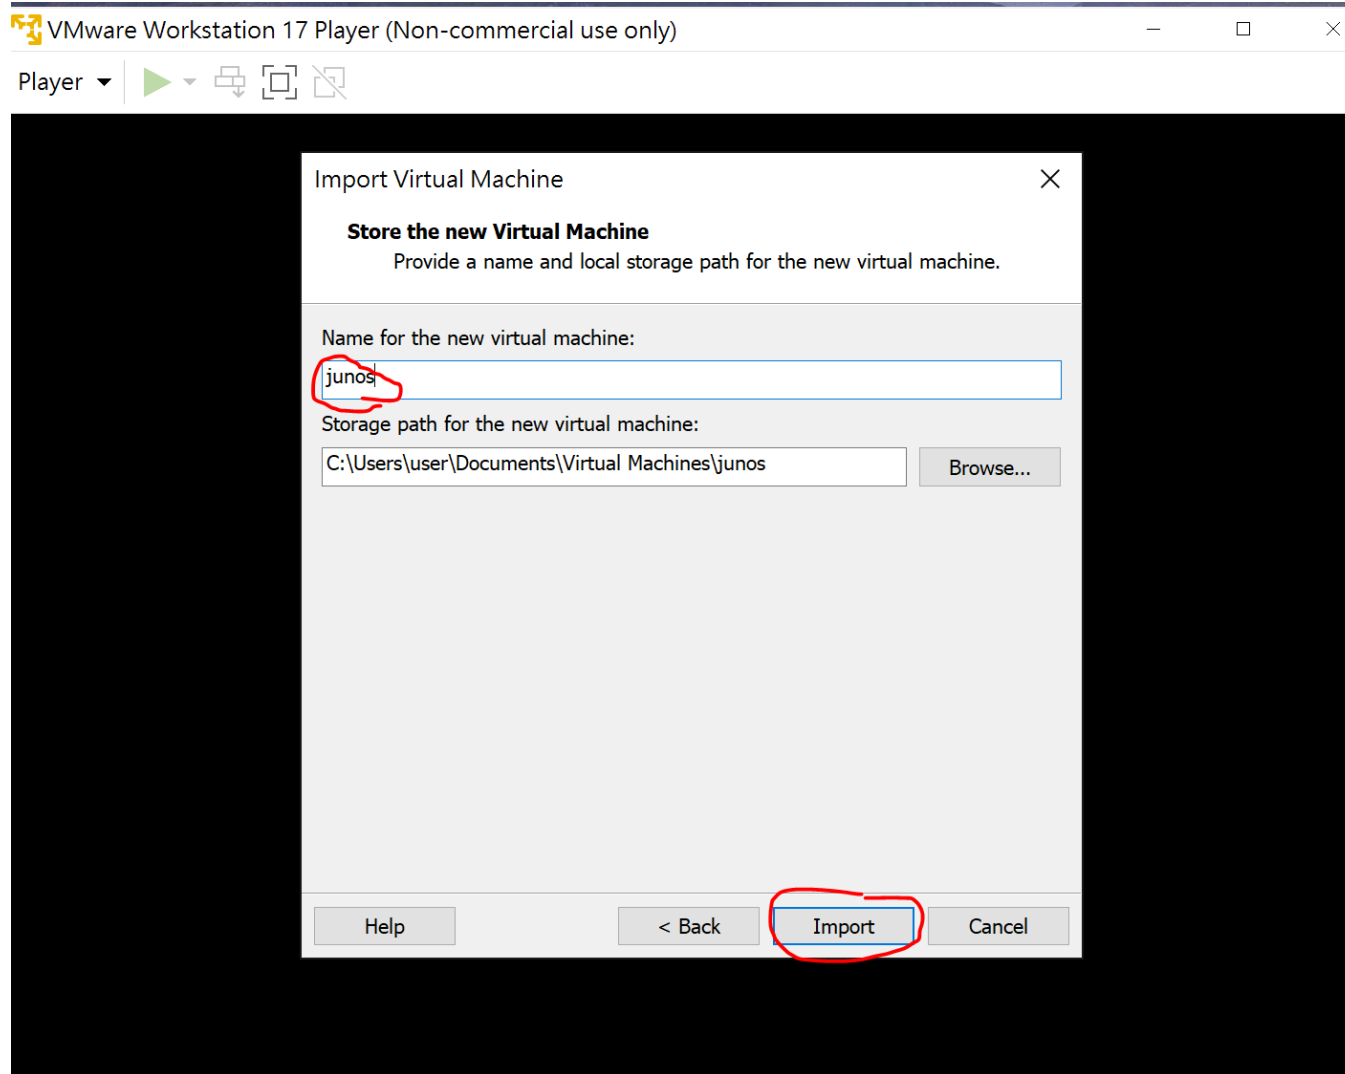 VMware Workstation 17 Player (Non-commercial use only)
Player
Import Virtual Machine
Store the new Virtual Machine
Provide a name and local storage path for the new virtual machine.
Name for the new virtual machine:
junos
Storage path for the new virtual machine:
C:\Users\user\Documents\Virtual Machines\junos
Browse...
Help
< Back
Import
Cancel